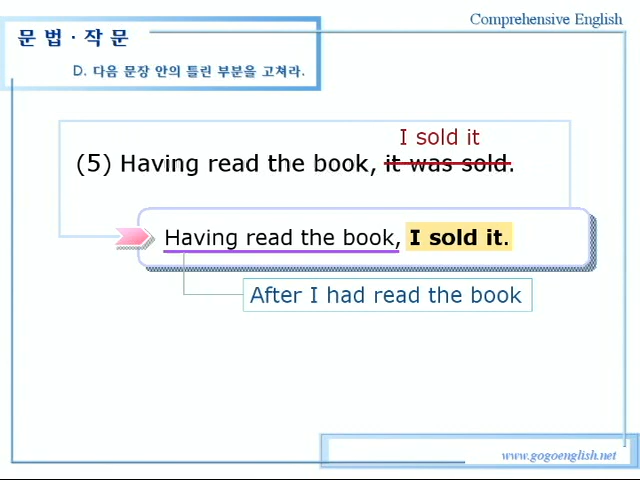 Comprehensive English
문법·작문
D. 다음 문장 안의 틀린 부분을 고쳐라.
I sold it
(5) Having read the book, it was sold.
Having read the book, I sold it.
After I had read the book
www.gogoenglish.net